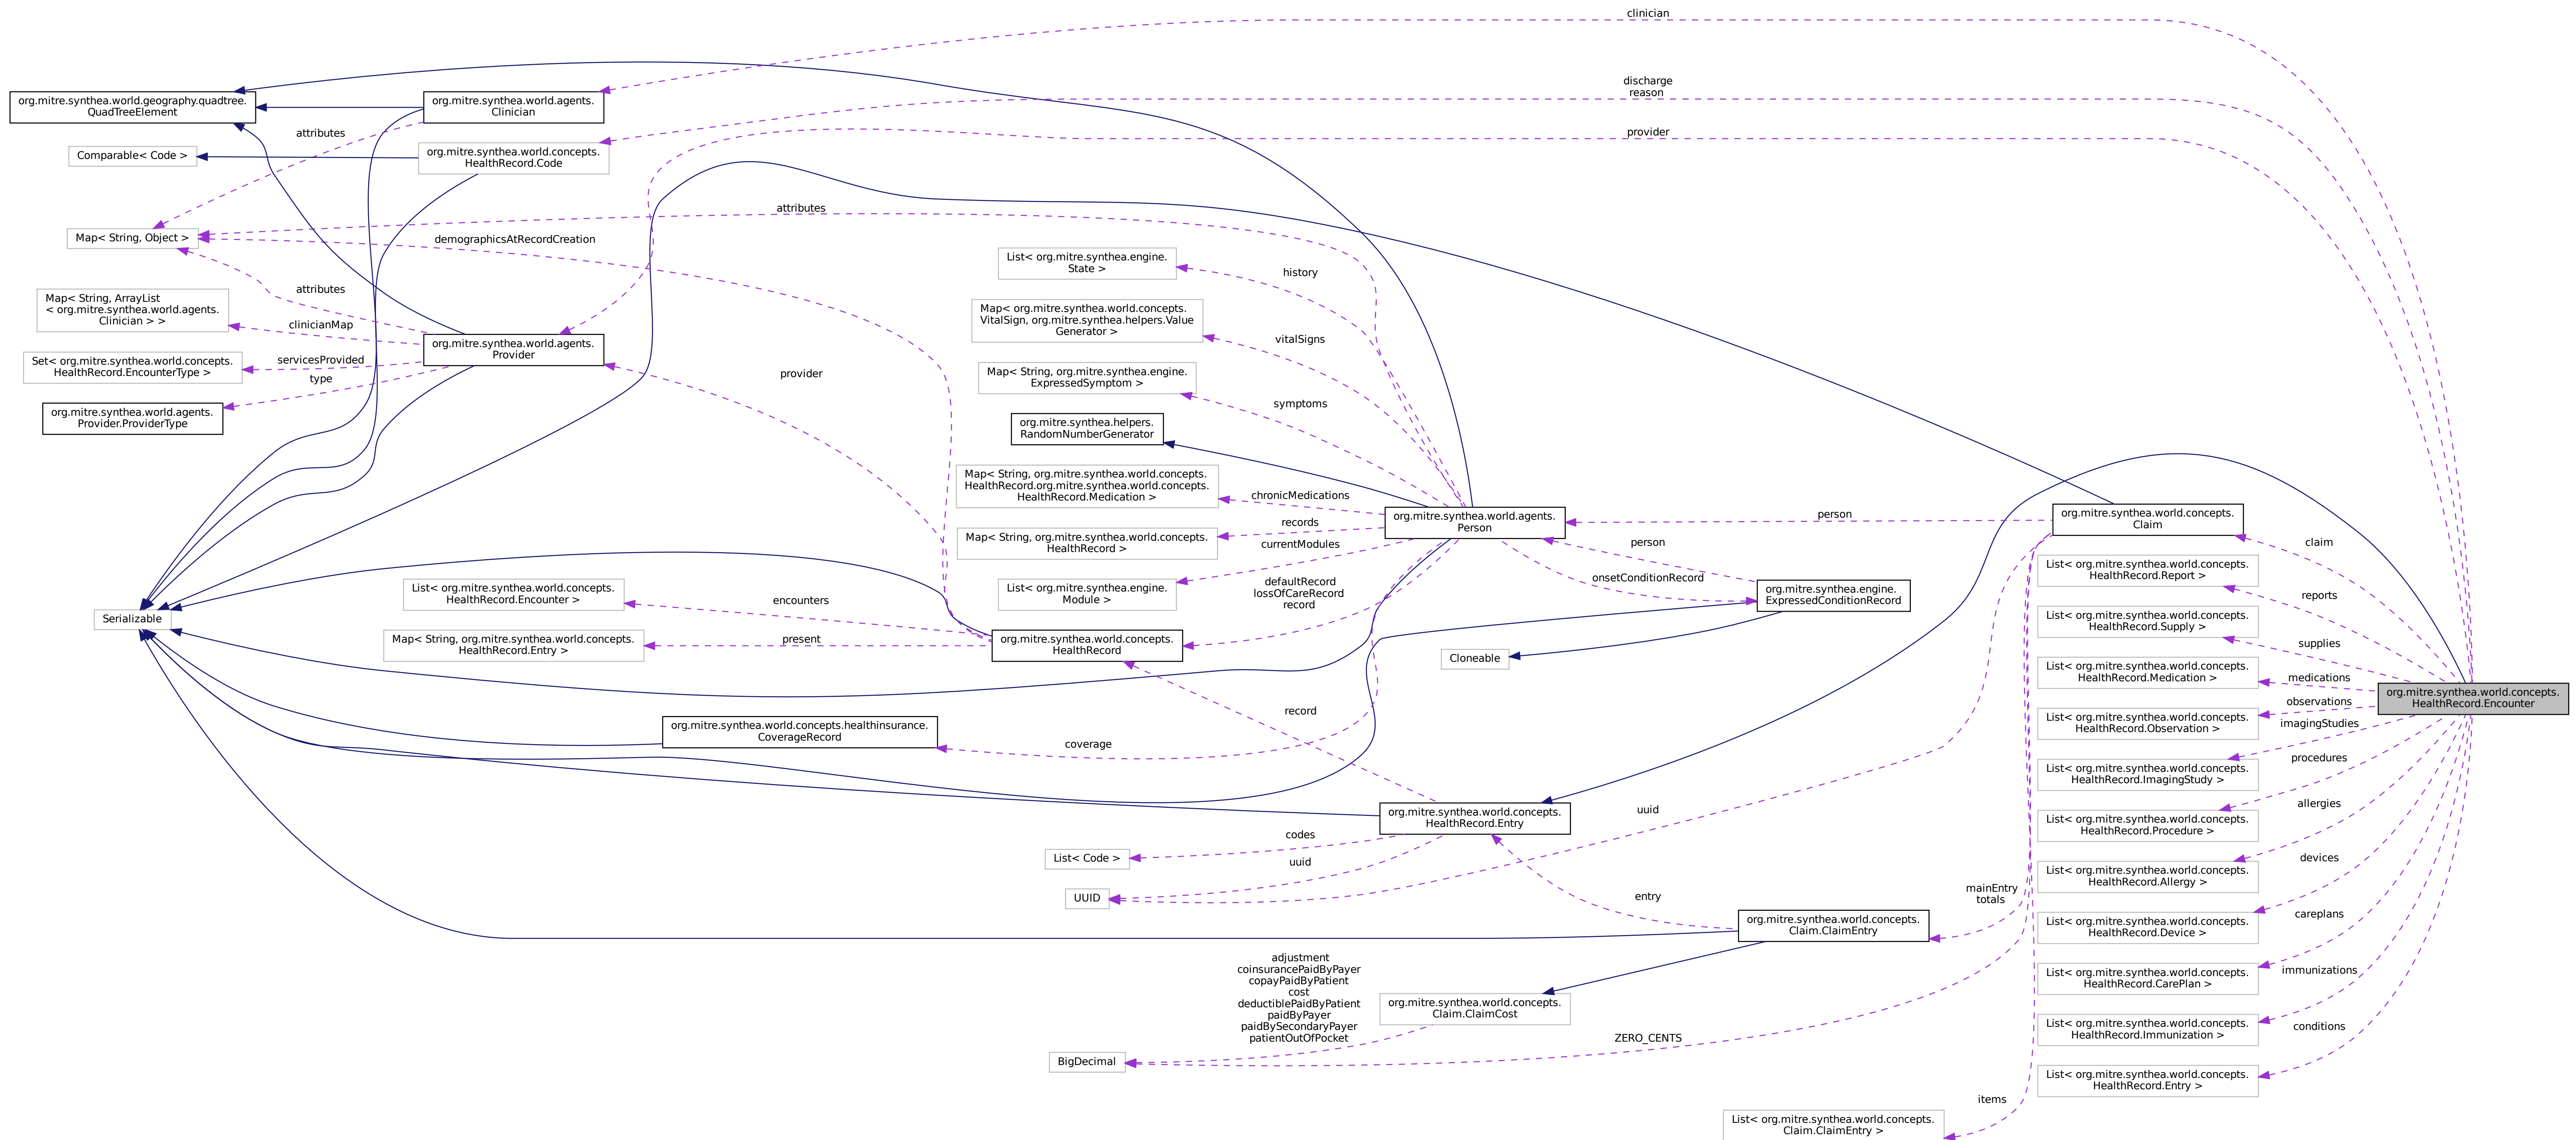 clinician
discharge
reason
provider
org.mitre.synthea.world.geography.quadtree.
QuadTreeElement
org.mitre.synthea.world.agents.
Clinician
attributes
Comparable< Code >
org.mitre.synthea.world.concepts.
HealthRecord.Code
Map< String, Object >
attributes
demographicsAtRecordCreation
attributes
Map< String, ArrayList
< org.mitre.synthea.world.agents.
Clinician > >
clinicianMap
org.mitre.synthea.world.agents.
Provider
Set< org.mitre.synthea.world.concepts.
HealthRecord.EncounterType >
servicesProvided
type
org.mitre.synthea.world.agents.
Provider.ProviderType
provider
List< org.mitre.synthea.engine.
State >
history
Map< org.mitre.synthea.world.concepts.
VitalSign, org.mitre.synthea.helpers.Value
Generator >
vitalSigns
Map< String, org.mitre.synthea.engine.
ExpressedSymptom >
symptoms
org.mitre.synthea.helpers.
RandomNumberGenerator
Map< String, org.mitre.synthea.world.concepts.
HealthRecord.org.mitre.synthea.world.concepts.
HealthRecord.Medication >
chronicMedications
Map< String, org.mitre.synthea.world.concepts.
HealthRecord >
records
currentModules
List< org.mitre.synthea.engine.
Module >
defaultRecord
lossOfCareRecord
record
org.mitre.synthea.world.agents.
Person
person
person
onsetConditionRecord
org.mitre.synthea.engine.
ExpressedConditionRecord
Cloneable
org.mitre.synthea.world.concepts.
Claim
claim
Serializable
List< org.mitre.synthea.world.concepts.
HealthRecord.Encounter >
encounters
Map< String, org.mitre.synthea.world.concepts.
HealthRecord.Entry >
present
org.mitre.synthea.world.concepts.
HealthRecord
record
org.mitre.synthea.world.concepts.healthinsurance.
CoverageRecord
coverage
org.mitre.synthea.world.concepts.
HealthRecord.Entry
codes
List< Code >
uuid
UUID
uuid
entry
org.mitre.synthea.world.concepts.
Claim.ClaimEntry
mainEntry
totals
adjustment
coinsurancePaidByPayer
copayPaidByPatient
cost
deductiblePaidByPatient
paidByPayer
paidBySecondaryPayer
patientOutOfPocket
org.mitre.synthea.world.concepts.
Claim.ClaimCost
BigDecimal
ZERO_CENTS
items
List< org.mitre.synthea.world.concepts.
Claim.ClaimEntry >
List< org.mitre.synthea.world.concepts.
HealthRecord.Report >
reports
List< org.mitre.synthea.world.concepts.
HealthRecord.Supply >
supplies
List< org.mitre.synthea.world.concepts.
HealthRecord.Medication >
medications
org.mitre.synthea.world.concepts.
HealthRecord.Encounter
List< org.mitre.synthea.world.concepts.
HealthRecord.Observation >
observations
imagingStudies
List< org.mitre.synthea.world.concepts.
HealthRecord.ImagingStudy >
procedures
List< org.mitre.synthea.world.concepts.
HealthRecord.Procedure >
allergies
List< org.mitre.synthea.world.concepts.
HealthRecord.Allergy >
devices
List< org.mitre.synthea.world.concepts.
HealthRecord.Device >
careplans
List< org.mitre.synthea.world.concepts.
HealthRecord.CarePlan >
immunizations
List< org.mitre.synthea.world.concepts.
HealthRecord.Immunization >
conditions
List< org.mitre.synthea.world.concepts.
HealthRecord.Entry >